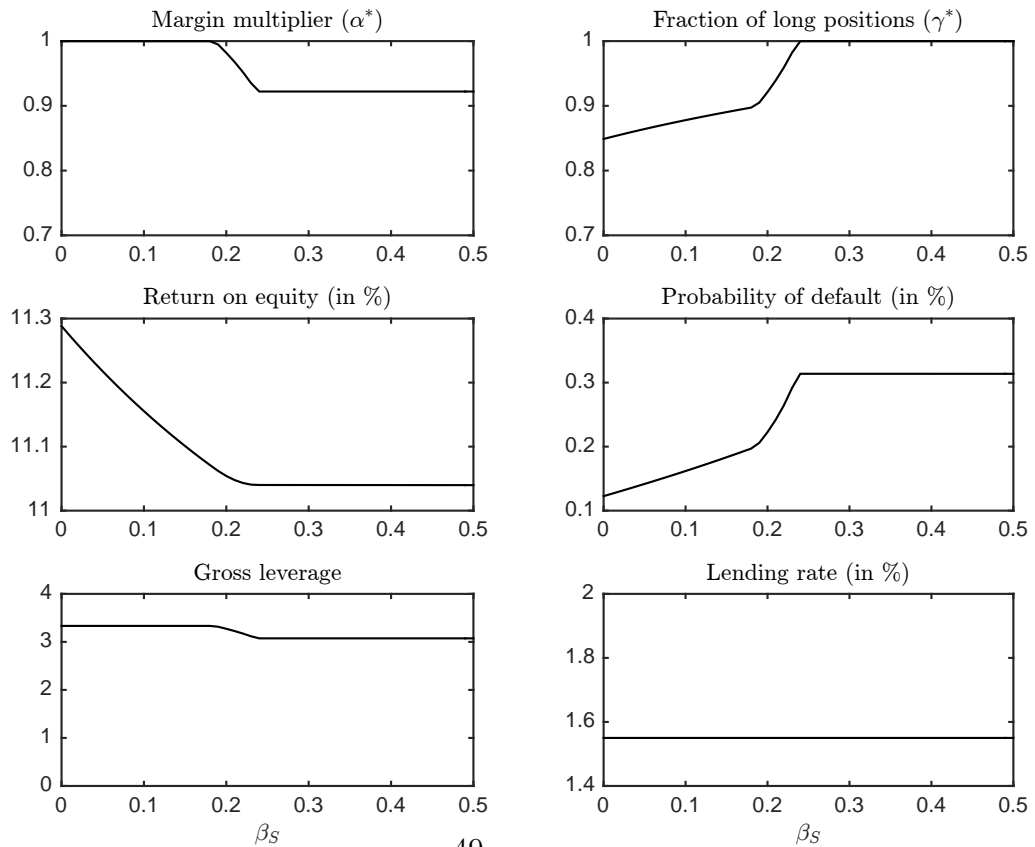 Margin multiplier (α*)
1
0.9
0.8
0.7
0 0.1 0.2 0.3 0.4 0.5
Fraction of long positions (γ*)
1
0.9
0.8
0.7
0 0.1 0.2 0.3 0.4 0.5
Return on equity (in %)
11.3
11.2
11.1
11
0 0.1 0.2 0.3 0.4 0.5
Probability of default (in %)
0.4
0.3
0.2
0.1
0 0.1 0.2 0.3 0.4 0.5
Gross leverage
4
3
2
1
0
0 0.1 0.2 0.3 0.4 0.5
β_S
Lending rate (in %)
2
1.8
1.6
1.4
0 0.1 0.2 0.3 0.4 0.5
β_S